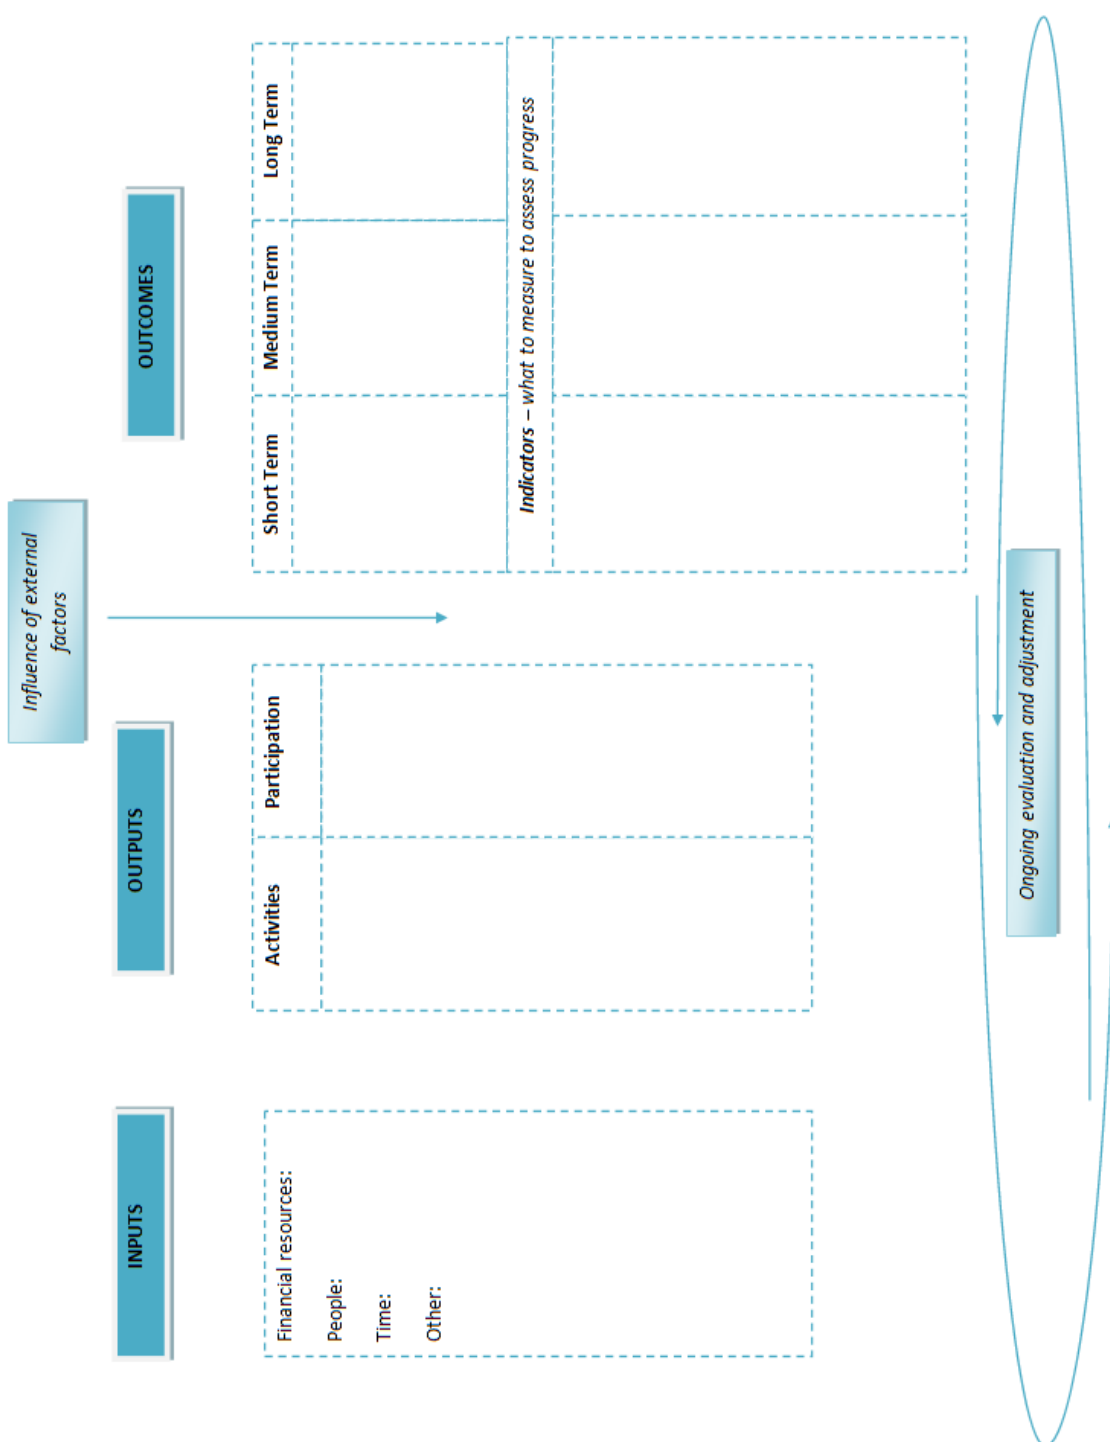 Influence of external
factors
INPUTS
OUTPUTS
OUTCOMES
Financial resources:
People:
Time:
Other:
Activities
Participation
Short Term
Medium Term
Long Term
Indicators – what to measure to assess progress
Ongoing evaluation and adjustment